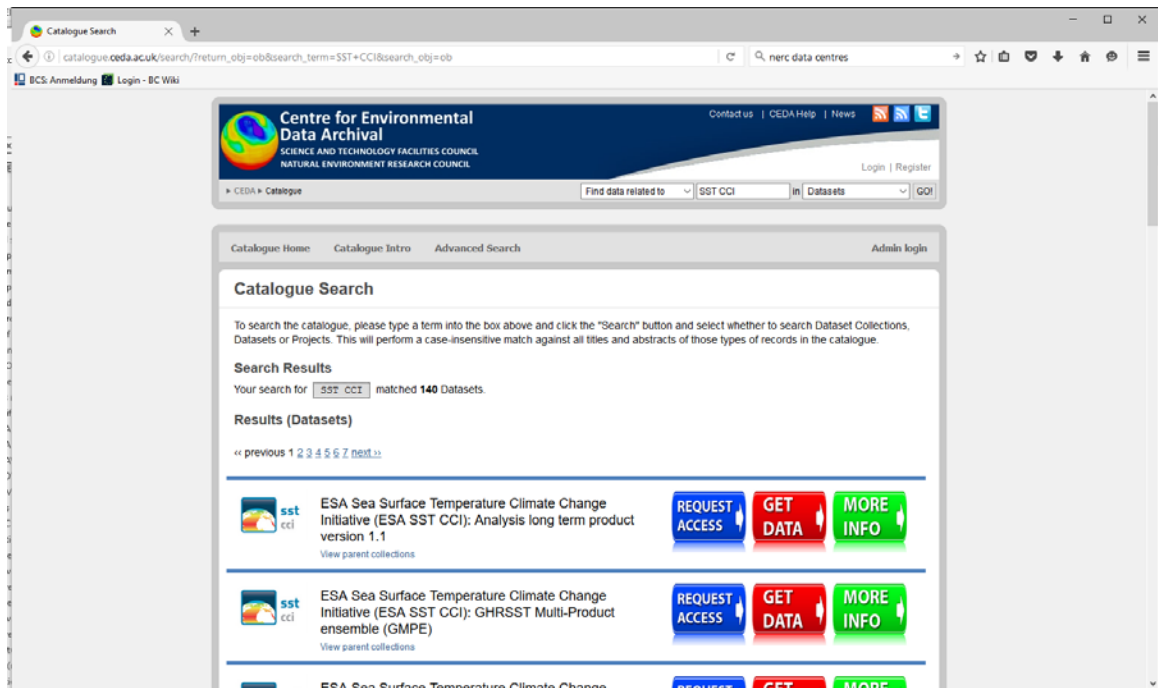 Catalogue Search
catalogue.ceda.ac.uk/search/?return_obj=ob&search_term=SST+CCI&search_obj=ob
nerc data centres
BCS: Anmeldung Login - BC Wiki
Centre for Environmental
Data Archival
SCIENCE AND TECHNOLOGY FACILITIES COUNCIL
NATURAL ENVIRONMENT RESEARCH COUNCIL
Contact us | CEDA Help | News
Login | Register
CEDA Catalogue
Find data related to SST CCI in Datasets GO!
Catalogue Home Catalogue Intro Advanced Search Admin login
Catalogue Search
To search the catalogue, please type a term into the box above and click the "Search" button and select whether to search Dataset Collections,
Datasets or Projects. This will perform a case-insensitive match against all titles and abstracts of those types of records in the catalogue.
Search Results
Your search for SST CCI matched 140 Datasets.
Results (Datasets)
‹‹ previous 1 2 3 4 5 6 7 next ››
sst
cci
ESA Sea Surface Temperature Climate Change
Initiative (ESA SST CCI): Analysis long term product
version 1.1
View parent collections
REQUEST
ACCESS
GET
DATA
MORE
INFO
sst
cci
ESA Sea Surface Temperature Climate Change
Initiative (ESA SST CCI): GHRSST Multi-Product
ensemble (GMPE)
View parent collections
REQUEST
ACCESS
GET
DATA
MORE
INFO
ESA Sea Surface Temperature Climate Change
REQUEST
GET
MORE